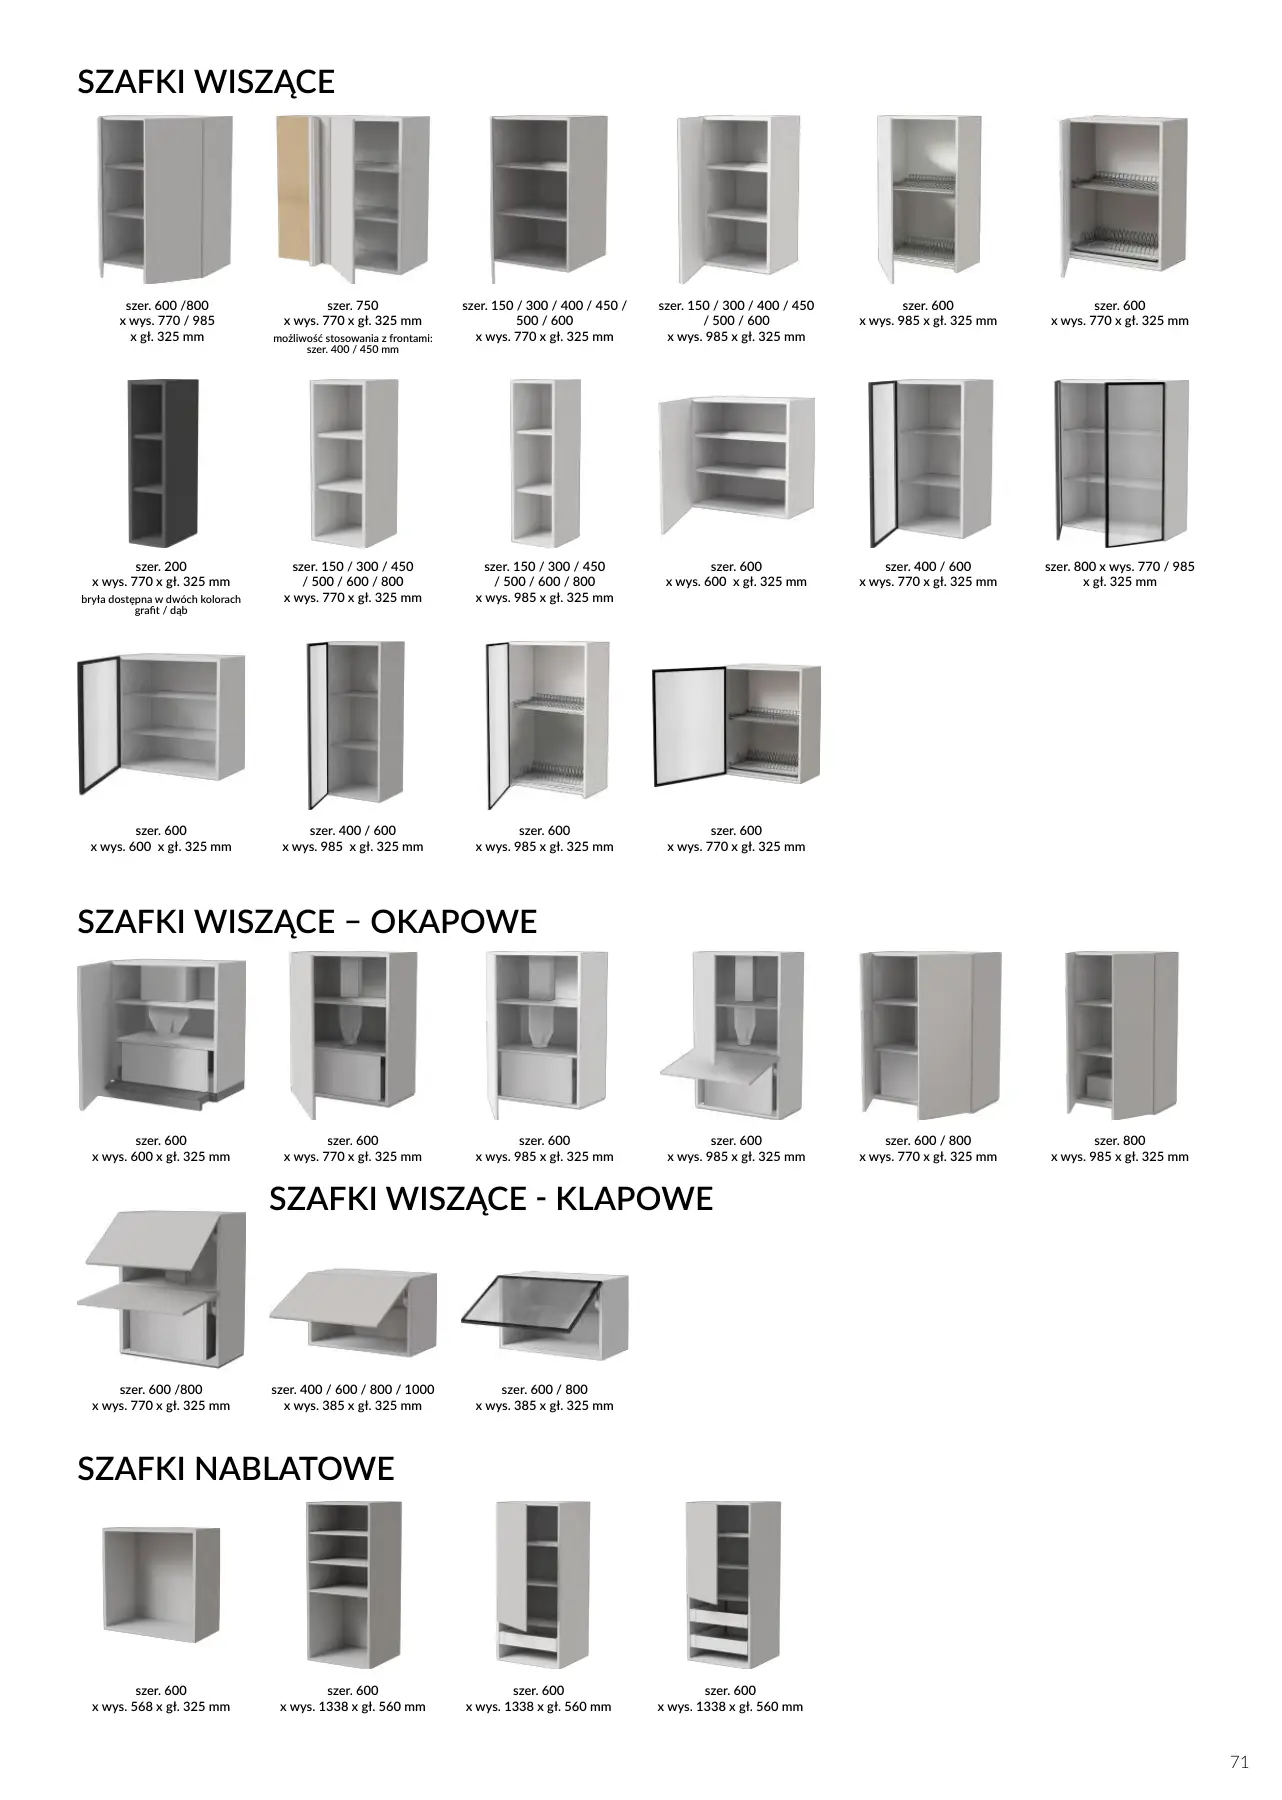 SZAFKI WISZĄCE
szer. 600 /800
x wys. 770 / 985
x gł. 325 mm
szer. 750
x wys. 770 x gł. 325 mm
możliwość stosowania z frontami:
szer. 400 / 450 mm
szer. 150 / 300 / 400 / 450 /
500 / 600
x wys. 770 x gł. 325 mm
szer. 150 / 300 / 400 / 450
/ 500 / 600
x wys. 985 x gł. 325 mm
szer. 600
x wys. 985 x gł. 325 mm
szer. 600
x wys. 770 x gł. 325 mm
szer. 200
x wys. 770 x gł. 325 mm
bryła dostępna w dwóch kolorach
grafit / dąb
szer. 150 / 300 / 450
/ 500 / 600 / 800
x wys. 770 x gł. 325 mm
szer. 150 / 300 / 450
/ 500 / 600 / 800
x wys. 985 x gł. 325 mm
szer. 600
x wys. 600  x gł. 325 mm
szer. 400 / 600
x wys. 770 x gł. 325 mm
szer. 800 x wys. 770 / 985
x gł. 325 mm
szer. 600
x wys. 600  x gł. 325 mm
szer. 400 / 600
x wys. 985  x gł. 325 mm
szer. 600
x wys. 985 x gł. 325 mm
szer. 600
x wys. 770 x gł. 325 mm
SZAFKI WISZĄCE – OKAPOWE
szer. 600
x wys. 600 x gł. 325 mm
szer. 600
x wys. 770 x gł. 325 mm
szer. 600
x wys. 985 x gł. 325 mm
szer. 600
x wys. 985 x gł. 325 mm
szer. 600 / 800
x wys. 770 x gł. 325 mm
szer. 800
x wys. 985 x gł. 325 mm
SZAFKI WISZĄCE - KLAPOWE
szer. 600 /800
x wys. 770 x gł. 325 mm
szer. 400 / 600 / 800 / 1000
x wys. 385 x gł. 325 mm
szer. 600 / 800
x wys. 385 x gł. 325 mm
SZAFKI NABLATOWE
szer. 600
x wys. 568 x gł. 325 mm
szer. 600
x wys. 1338 x gł. 560 mm
szer. 600
x wys. 1338 x gł. 560 mm
szer. 600
x wys. 1338 x gł. 560 mm
71